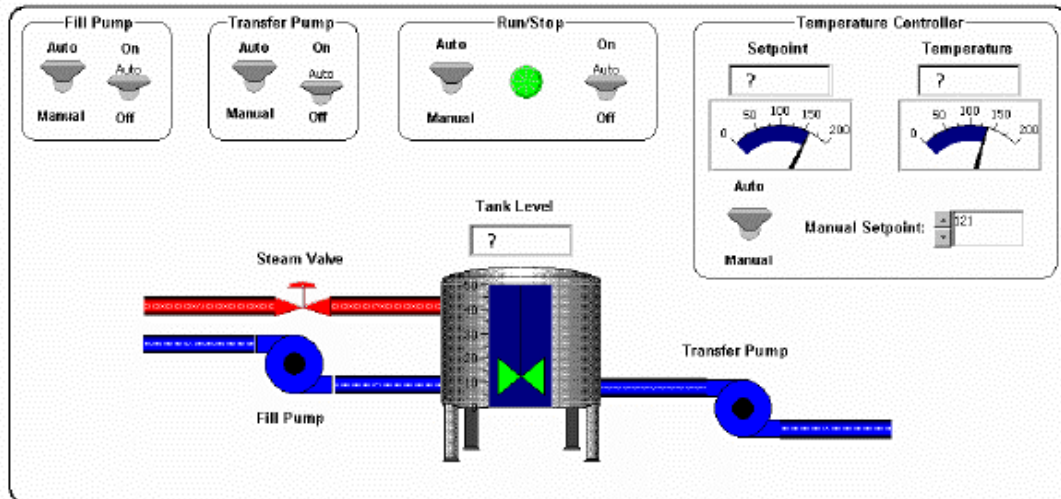 Fill Pump
Auto
On
Auto
Manual
Off
Transfer Pump
Auto
On
Auto
Manual
Off
Run/Stop
Auto
On
Auto
Manual
Off
Temperature Controller
Setpoint
Temperature
?
?
0 50 100 150 200
0 50 100 150 200
Auto
Manual
Manual Setpoint:
121
Tank Level
?
Steam Valve
50
40
30
20
10
0
Fill Pump
Transfer Pump